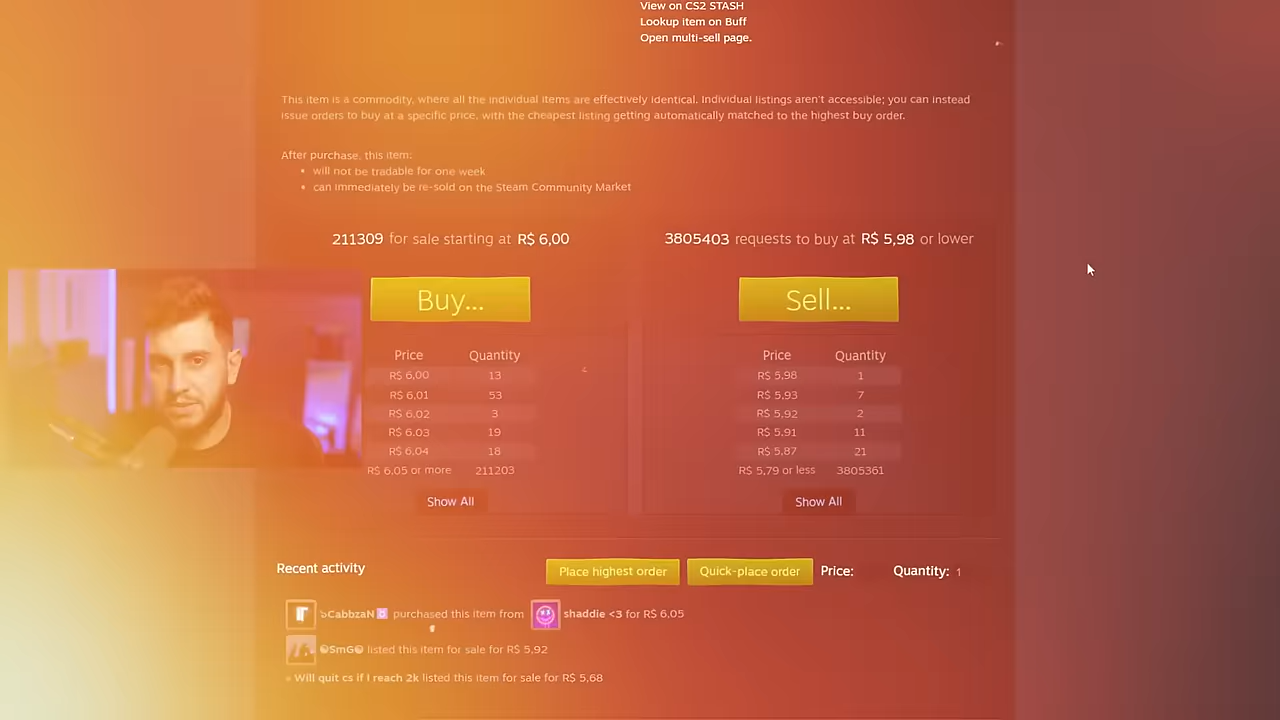 View on CS2 STASH
Lookup item on Buff
Open multi-sell page.
This item is a commodity, where all the individual items are effectively identical. Individual listings aren't accessible; you can instead
issue orders to buy at a specific price, with the cheapest listing getting automatically matched to the highest buy order.
After purchase, this item:
• will not be tradable for one week
• can immediately be re-sold on the Steam Community Market
211309 for sale starting at R$ 6,00
3805403 requests to buy at R$ 5,98 or lower
Buy...
Sell...
Price Quantity
R$ 6,00 13
R$ 6,01 53
R$ 6,02 3
R$ 6,03 19
R$ 6,04 18
R$ 6,05 or more 211203
Show All
Price Quantity
R$ 5,98 1
R$ 5,93 7
R$ 5,92 2
R$ 5,91 11
R$ 5,87 21
R$ 5,79 or less 3805361
Show All
Recent activity
Place highest order
Quick-place order
Price:
Quantity: 1
CabbzaN purchased this item from shaddie <3 for R$ 6,05
SmG listed this item for sale for R$ 5,92
Will quit cs if I reach 2k listed this item for sale for R$ 5,68